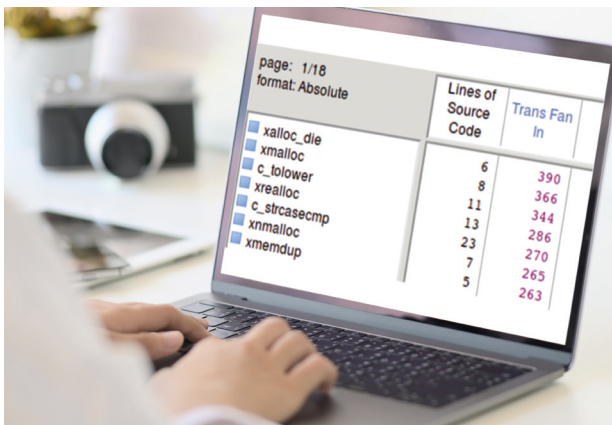 page: 1/18
format: Absolute
Lines of
Source
Code
Trans Fan
In
xalloc_die 6 390
xmalloc 8 366
c_tolower 11 344
xrealloc 13 286
c_strcasecmp 23 270
xnmalloc 7 265
xmemdup 5 263